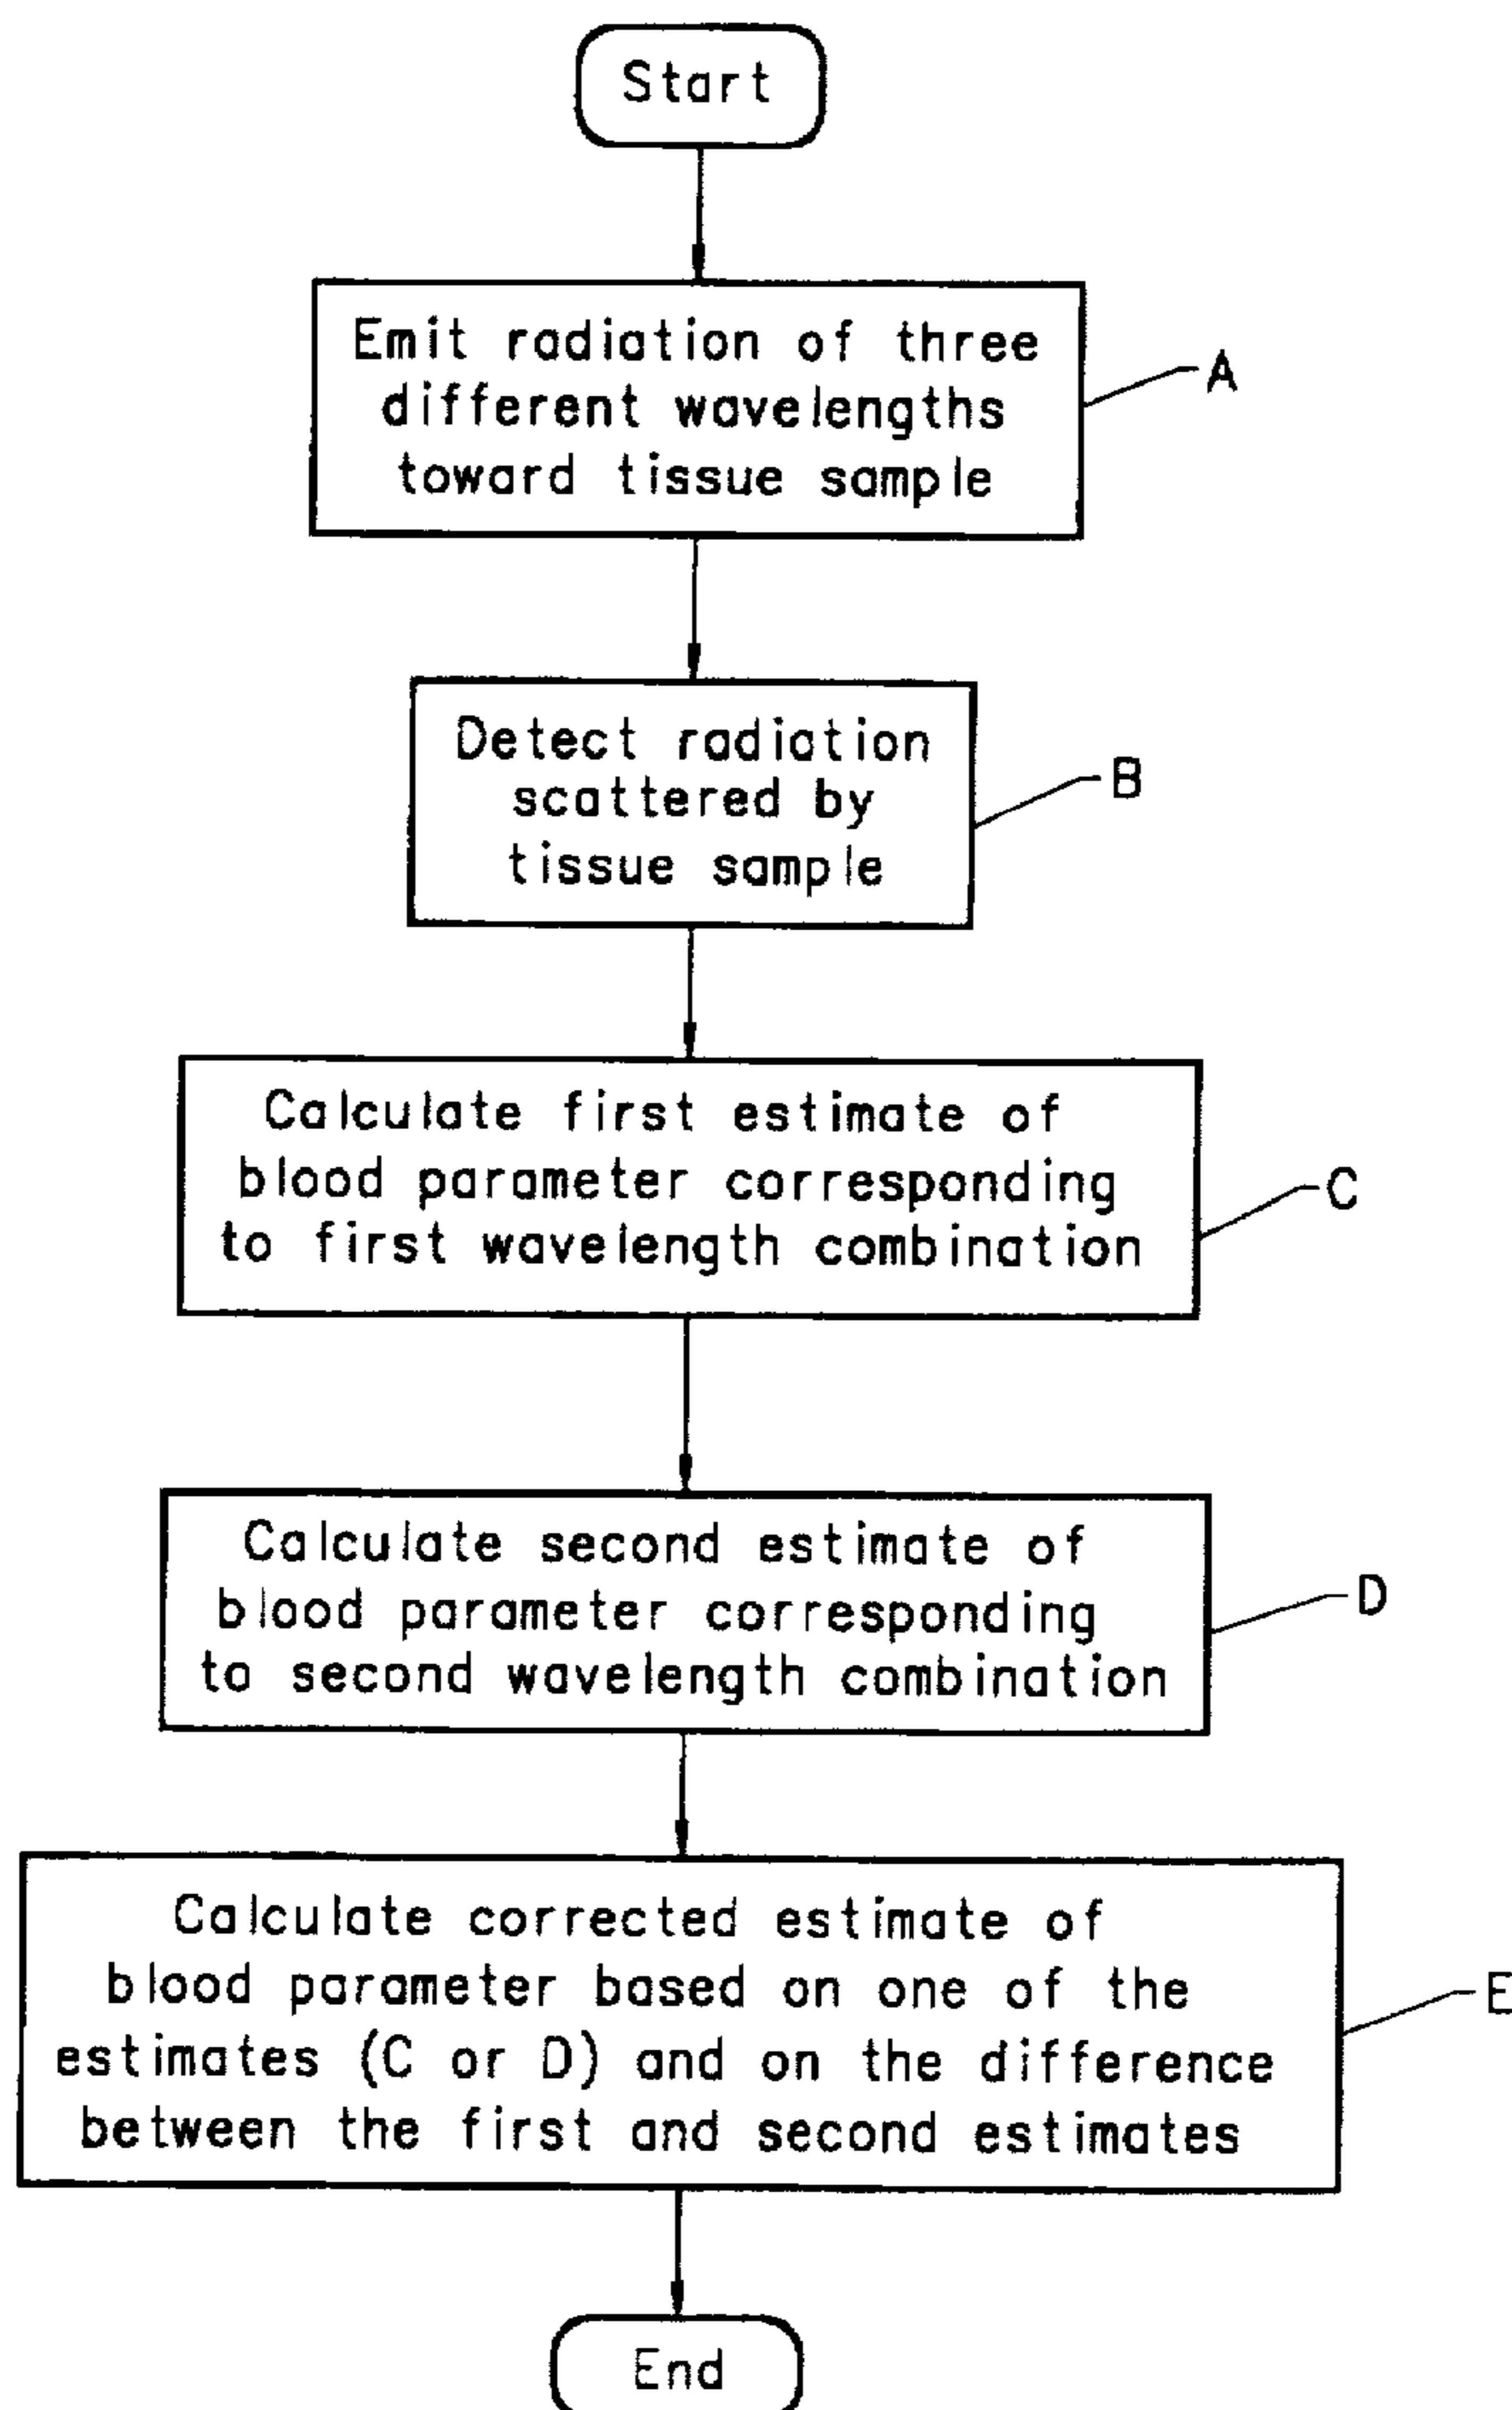 Start
Emit radiation of three
different wavelengths
toward tissue sample
A
Detect radiation
scattered by
tissue sample
B
Calculate first estimate of
blood parameter corresponding
to first wavelength combination
C
Calculate second estimate of
blood parameter corresponding
to second wavelength combination
D
Calculate corrected estimate of
blood parameter based on one of the
estimates (C or D) and on the difference
between the first and second estimates
E
End